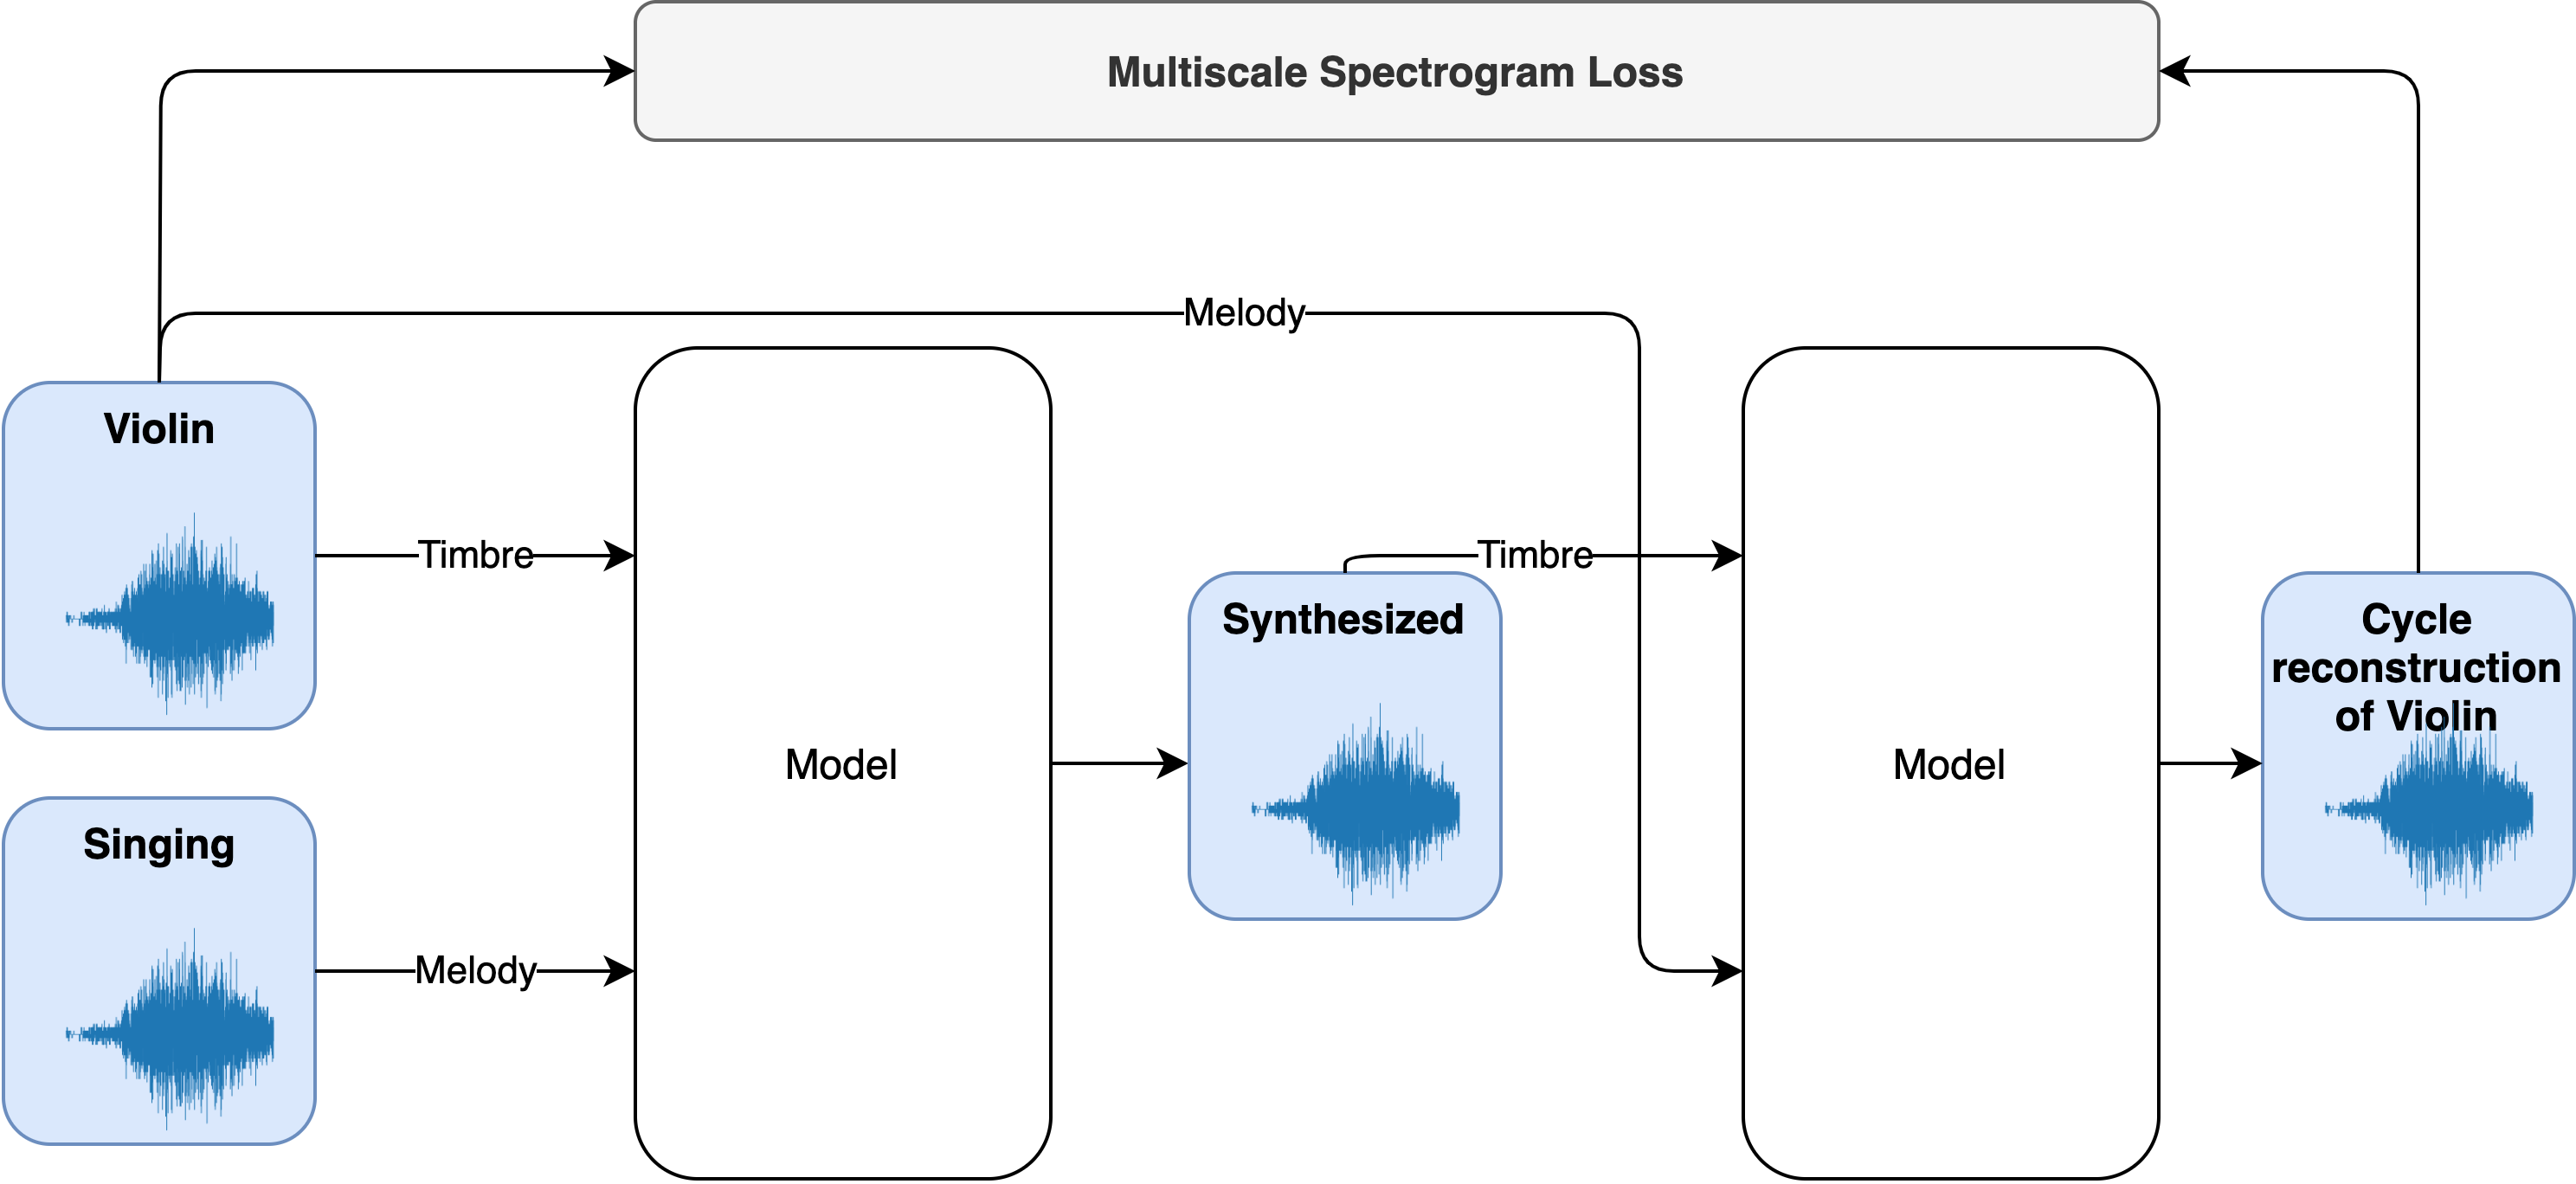 Multiscale Spectrogram Loss
Melody
Violin
Timbre
Model
Timbre
Synthesized
Model
Cycle
reconstruction
of Violin
Singing
Melody